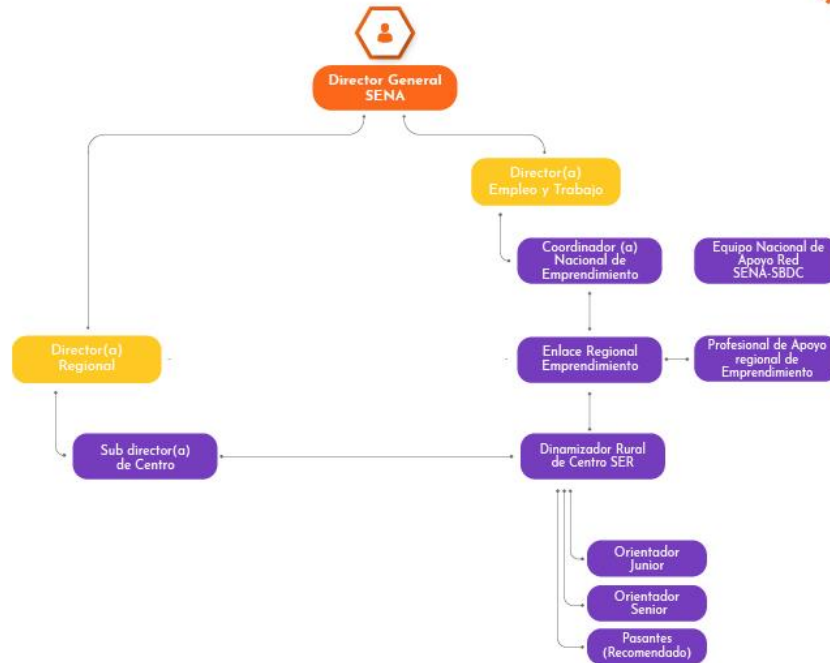 Director General
SENA
Director(a)
Empleo y Trabajo
Coordinador (a)
Nacional de
Emprendimiento
Equipo Nacional de
Apoyo Red
SENA-SBDC
Director(a)
Regional
Enlace Regional
Emprendimiento
Profesional de Apoyo
regional de
Emprendimiento
Sub director(a)
de Centro
Dinamizador Rural
de Centro SER
Orientador
Junior
Orientador
Senior
Pasantes
(Recomendado)